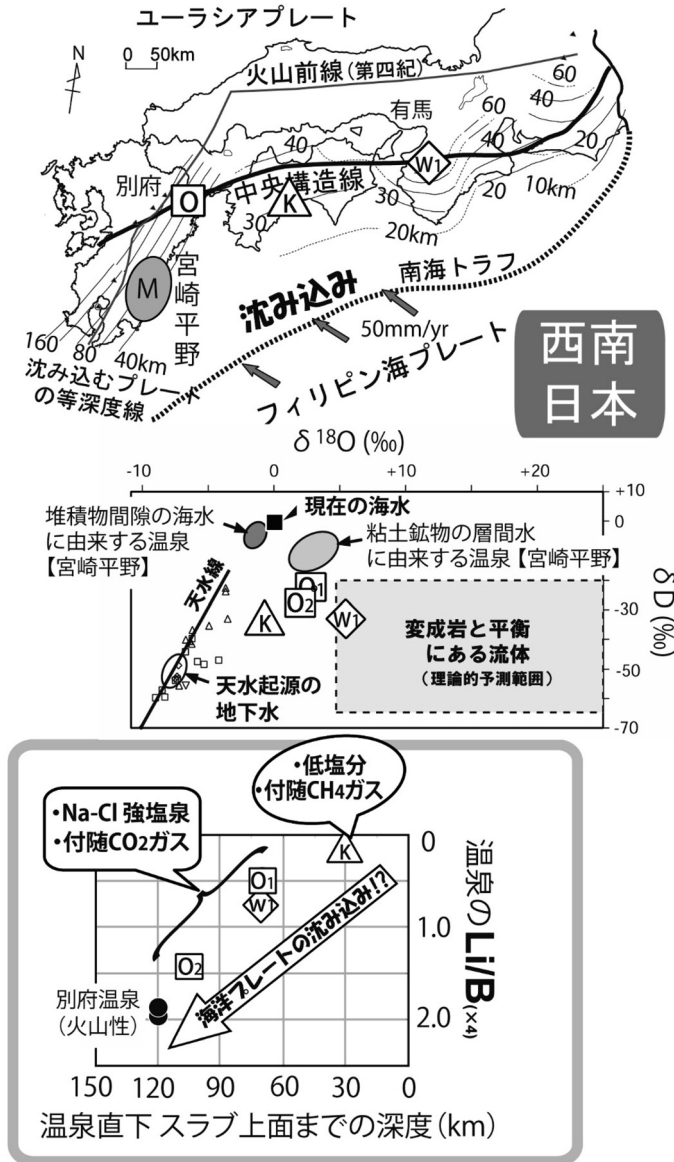 ユーラシアプレート
N
0 50km
火山前線(第四紀)
有馬
60
40
60
40
20
40
別府
O
中央構造線
K
W1
30
30
20
10km
20km
M
宮崎平野
沈み込み
南海トラフ
50mm/yr
フィリピン海プレート
160
80
40km
沈み込むプレート
の等深度線
西南
日本
δ 18O (‰)
-10
0
+10
+20
+10
現在の海水
0
堆積物間隙の海水
に由来する温泉
【宮崎平野】
粘土鉱物の層間水
に由来する温泉【宮崎平野】
天水線
O1
O2
K
W1
-30
-50
-70
δ D (‰)
変成岩と平衡
にある流体
(理論的予測範囲)
天水起源の
地下水
・低塩分
・付随CH4ガス
・Na-Cl 強塩泉
・付随CO2ガス
K
O1
W1
O2
海洋プレートの沈み込み!?
別府温泉
(火山性)
0
1.0
2.0
温泉のLi/B(×4)
150
120
90
60
30
0
温泉直下 スラブ上面までの深度(km)